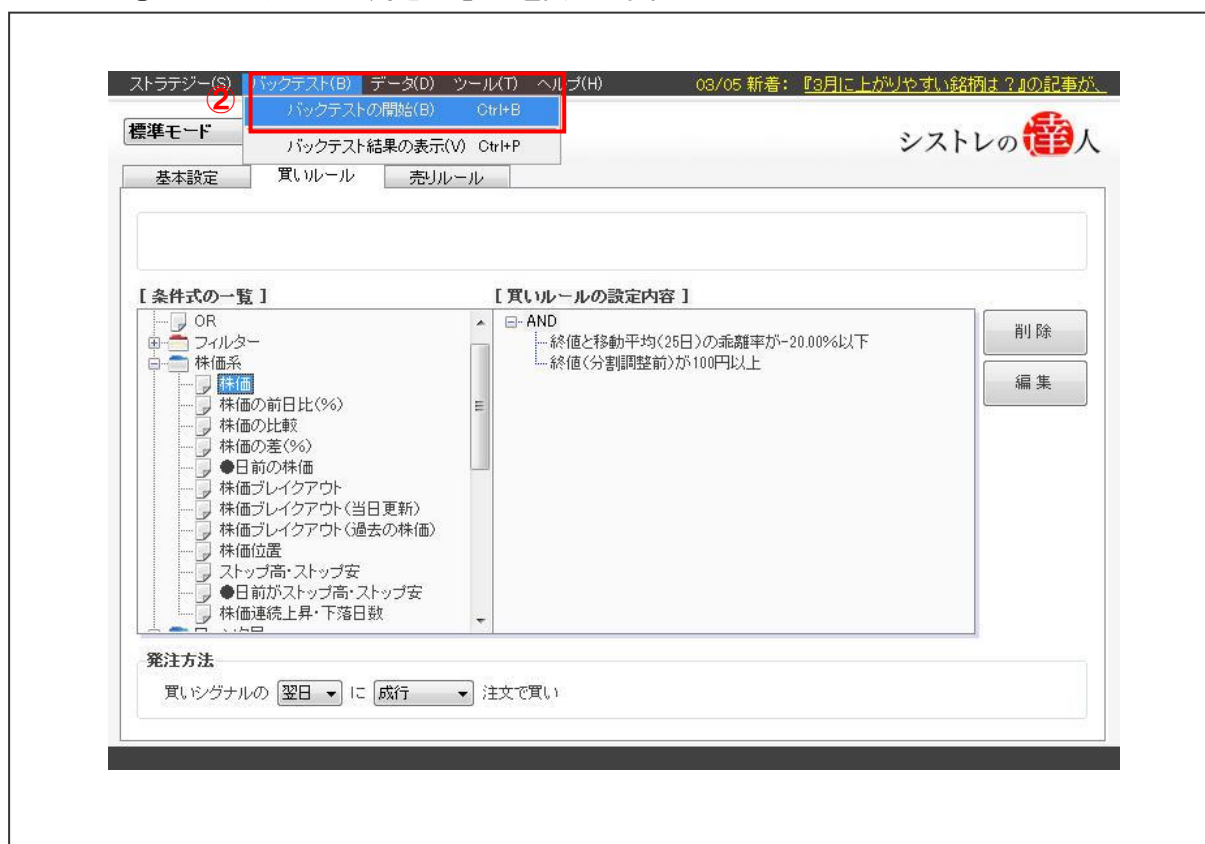 ストラテジー(S) バックテスト(B) データ(D) ツール(T) ヘルプ(H) 03/05 新着: 『3月に上がりやすい銘柄は?』の記事が、
②
バックテストの開始(B) Ctrl+B
バックテスト結果の表示(V) Ctrl+P
標準モード
シストレの達人
基本設定 買いルール 売りルール
[ 条件式の一覧 ]
OR
フィルター
株価系
株価
株価の前日比(%)
株価の比較
株価の差(%)
●日前の株価
株価ブレイクアウト
株価ブレイクアウト(当日更新)
株価ブレイクアウト(過去の株価)
株価位置
ストップ高・ストップ安
●日前がストップ高・ストップ安
株価連続上昇・下落日数
[ 買いルールの設定内容 ]
AND
終値と移動平均(25日)の乖離率が-20.00%以下
終値(分割調整前)が100円以上
削除
編集
発注方法
買いシグナルの 翌日 に 成行 注文で買い